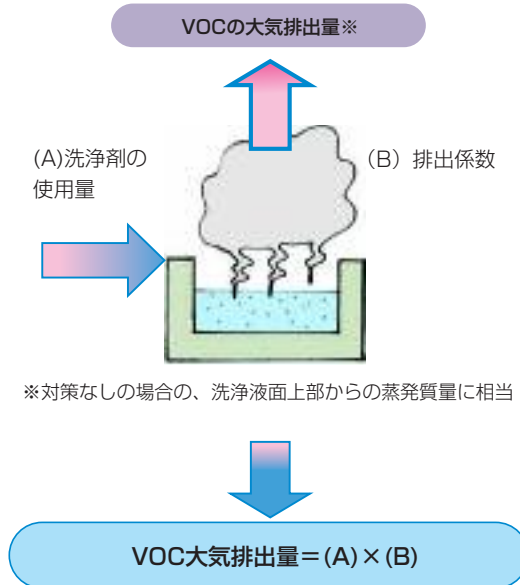 VOCの大気排出量※
(A)洗浄剤の
使用量
（B）排出係数
※対策なしの場合の、洗浄液面上部からの蒸発質量に相当
VOC大気排出量＝(A)×(B)